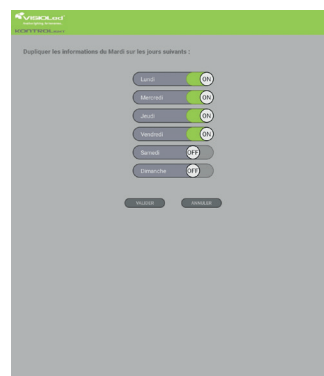 VISIOLed
KONTROLeasy
Dupliquer les informations du Mardi sur les jours suivants :
Lundi ON
Mercredi ON
Jeudi ON
Vendredi ON
Samedi OFF
Dimanche OFF
VALIDER ANNULER